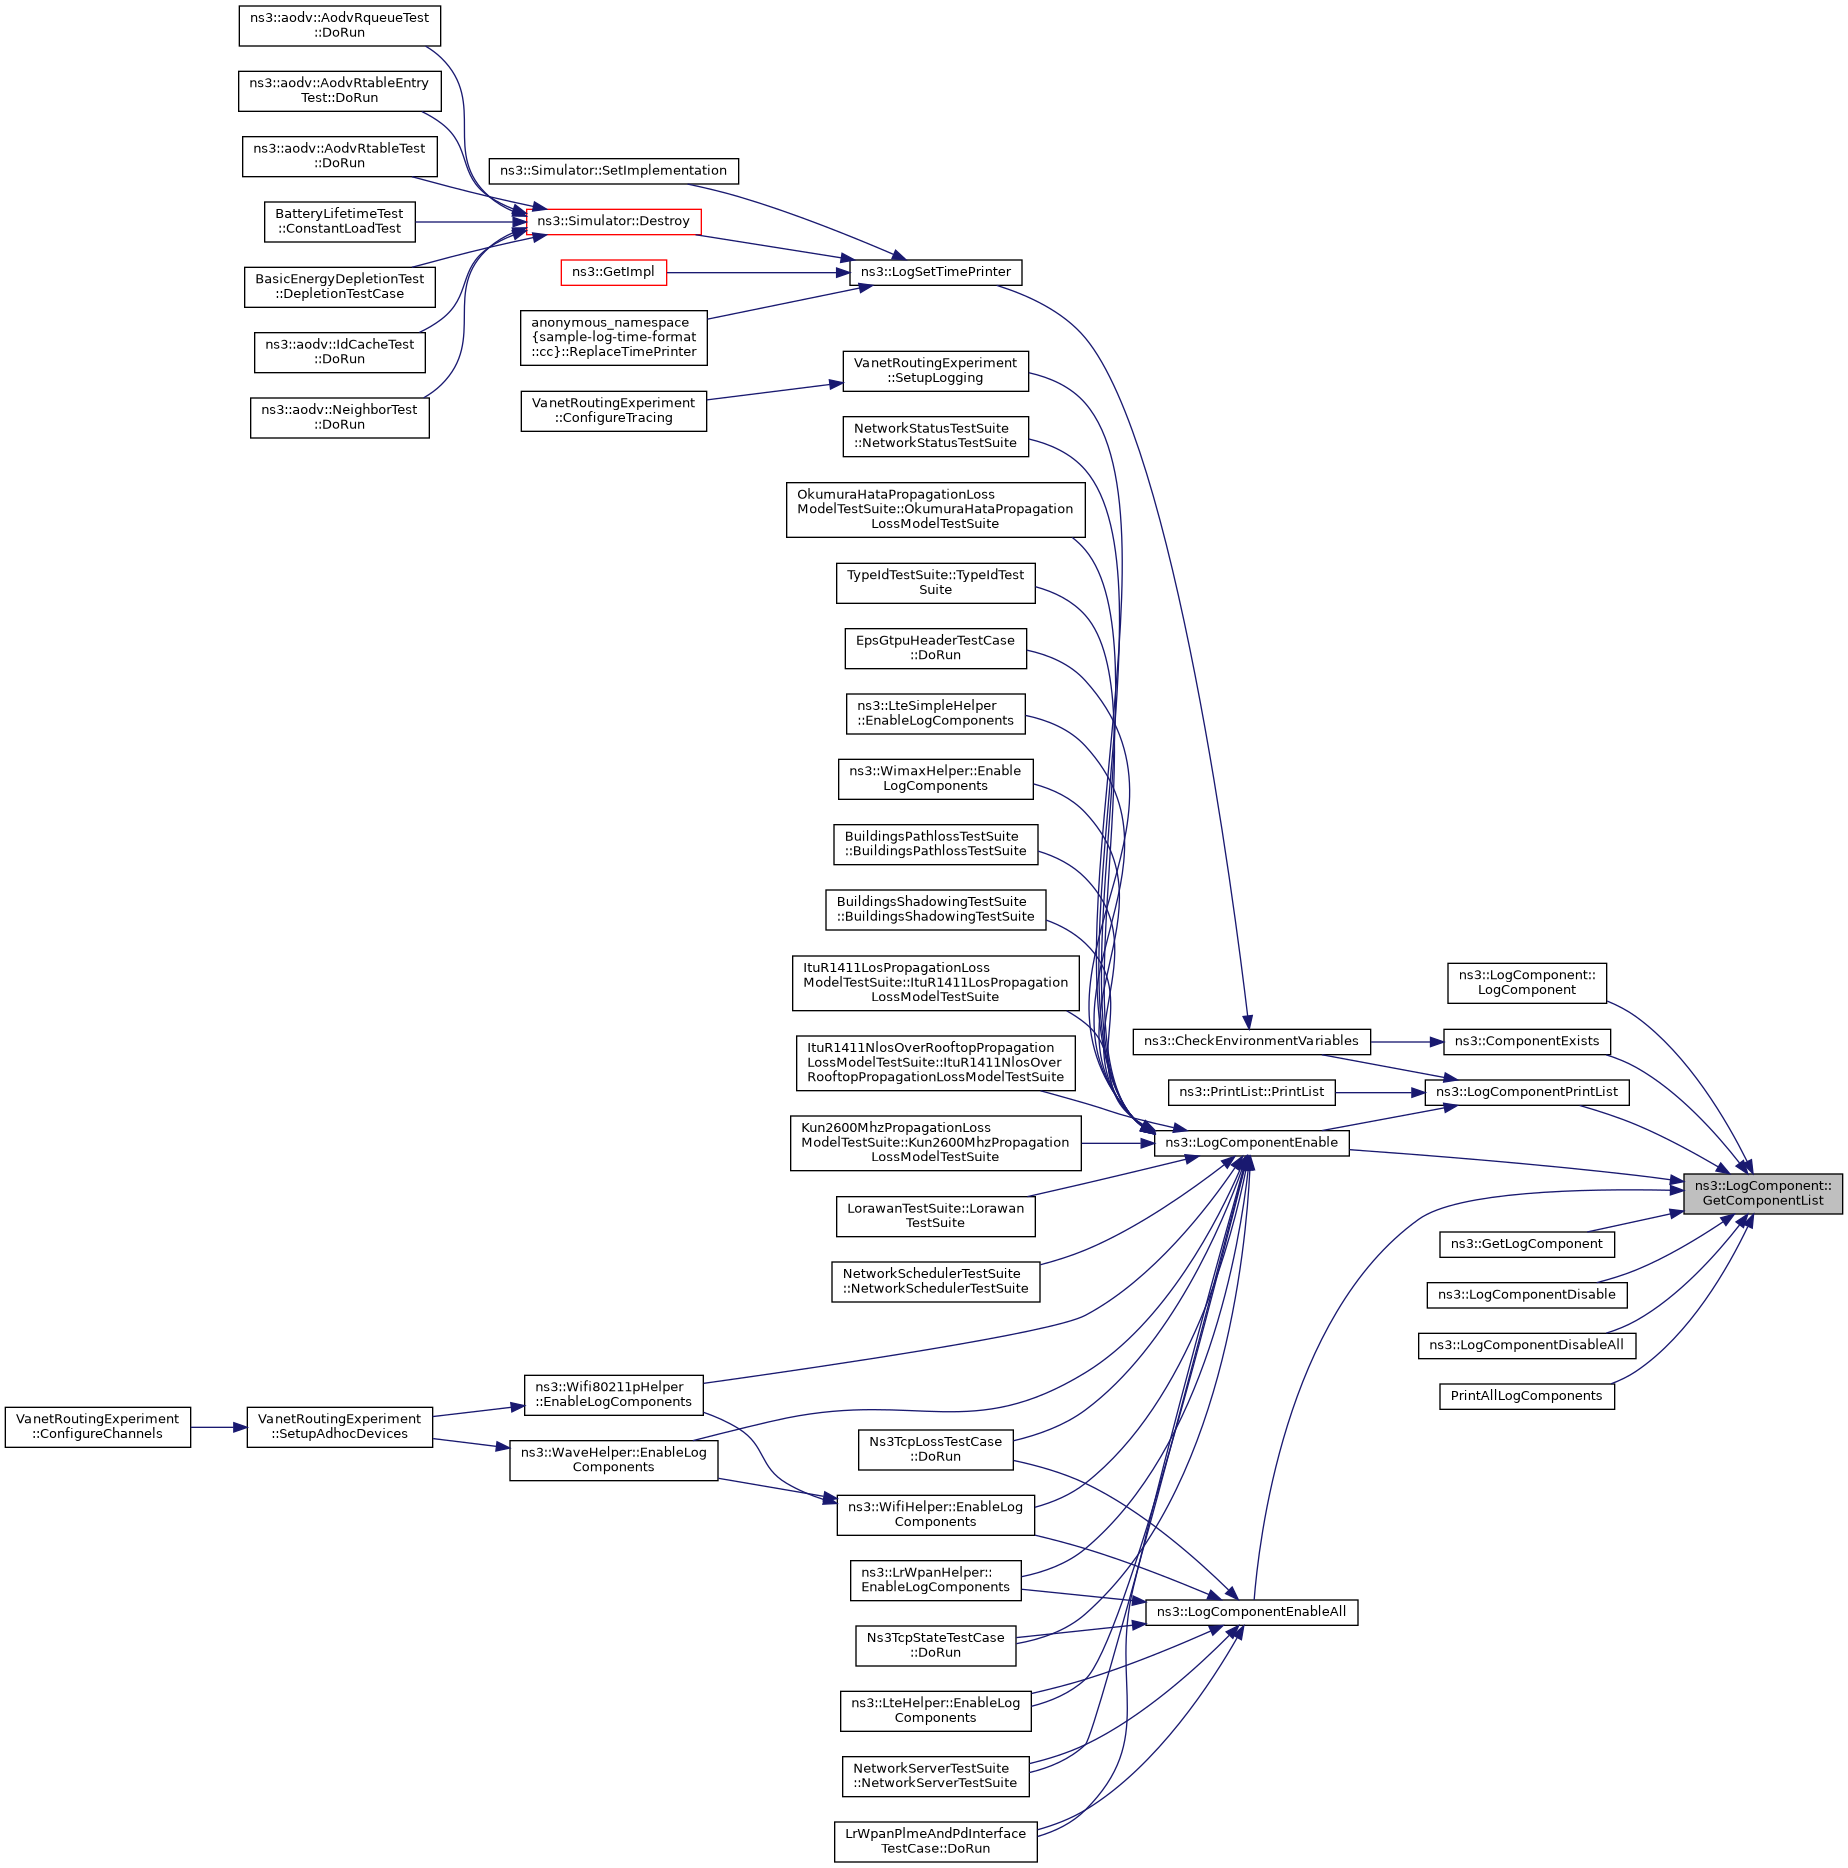 ns3::aodv::AodvRqueueTest
::DoRun
ns3::aodv::AodvRtableEntry
Test::DoRun
ns3::aodv::AodvRtableTest
::DoRun
BatteryLifetimeTest
::ConstantLoadTest
BasicEnergyDepletionTest
::DepletionTestCase
ns3::aodv::IdCacheTest
::DoRun
ns3::aodv::NeighborTest
::DoRun
ns3::Simulator::SetImplementation
ns3::Simulator::Destroy
ns3::GetImpl
anonymous_namespace
{sample-log-time-format
::cc}::ReplaceTimePrinter
VanetRoutingExperiment
::ConfigureTracing
ns3::LogSetTimePrinter
VanetRoutingExperiment
::SetupLogging
NetworkStatusTestSuite
::NetworkStatusTestSuite
OkumuraHataPropagationLoss
ModelTestSuite::OkumuraHataPropagation
LossModelTestSuite
TypeIdTestSuite::TypeIdTest
Suite
EpsGtpuHeaderTestCase
::DoRun
ns3::LteSimpleHelper
::EnableLogComponents
ns3::WimaxHelper::Enable
LogComponents
BuildingsPathlossTestSuite
::BuildingsPathlossTestSuite
BuildingsShadowingTestSuite
::BuildingsShadowingTestSuite
ItuR1411LosPropagationLoss
ModelTestSuite::ItuR1411LosPropagation
LossModelTestSuite
ItuR1411NlosOverRooftopPropagation
LossModelTestSuite::ItuR1411NlosOver
RooftopPropagationLossModelTestSuite
Kun2600MhzPropagationLoss
ModelTestSuite::Kun2600MhzPropagation
LossModelTestSuite
LorawanTestSuite::Lorawan
TestSuite
NetworkSchedulerTestSuite
::NetworkSchedulerTestSuite
ns3::LogComponent::
LogComponent
ns3::CheckEnvironmentVariables
ns3::ComponentExists
ns3::PrintList::PrintList
ns3::LogComponentPrintList
ns3::LogComponentEnable
ns3::LogComponent::
GetComponentList
ns3::GetLogComponent
ns3::LogComponentDisable
ns3::LogComponentDisableAll
PrintAllLogComponents
VanetRoutingExperiment
::ConfigureChannels
VanetRoutingExperiment
::SetupAdhocDevices
ns3::Wifi80211pHelper
::EnableLogComponents
ns3::WaveHelper::EnableLog
Components
Ns3TcpLossTestCase
::DoRun
ns3::WifiHelper::EnableLog
Components
ns3::LrWpanHelper::
EnableLogComponents
ns3::LogComponentEnableAll
Ns3TcpStateTestCase
::DoRun
ns3::LteHelper::EnableLog
Components
NetworkServerTestSuite
::NetworkServerTestSuite
LrWpanPlmeAndPdInterface
TestCase::DoRun